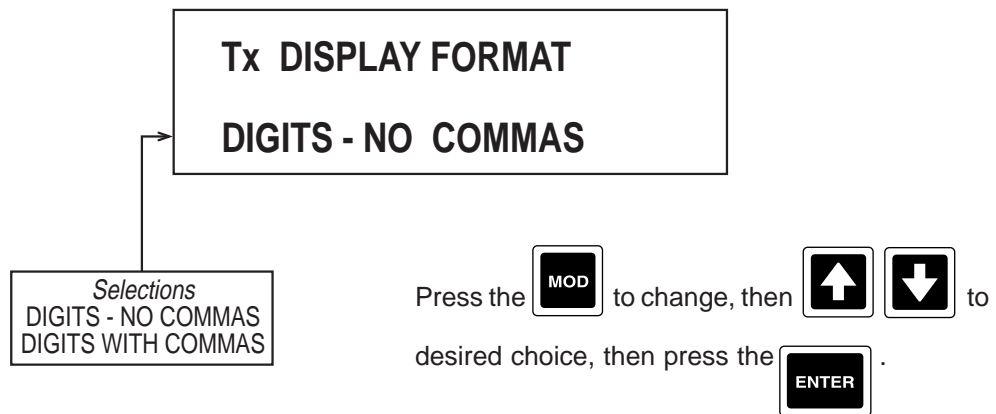 Tx DISPLAY FORMAT
DIGITS - NO COMMAS
Selections
DIGITS - NO COMMAS
DIGITS WITH COMMAS
Press the MOD to change, then to
desired choice, then press the ENTER .